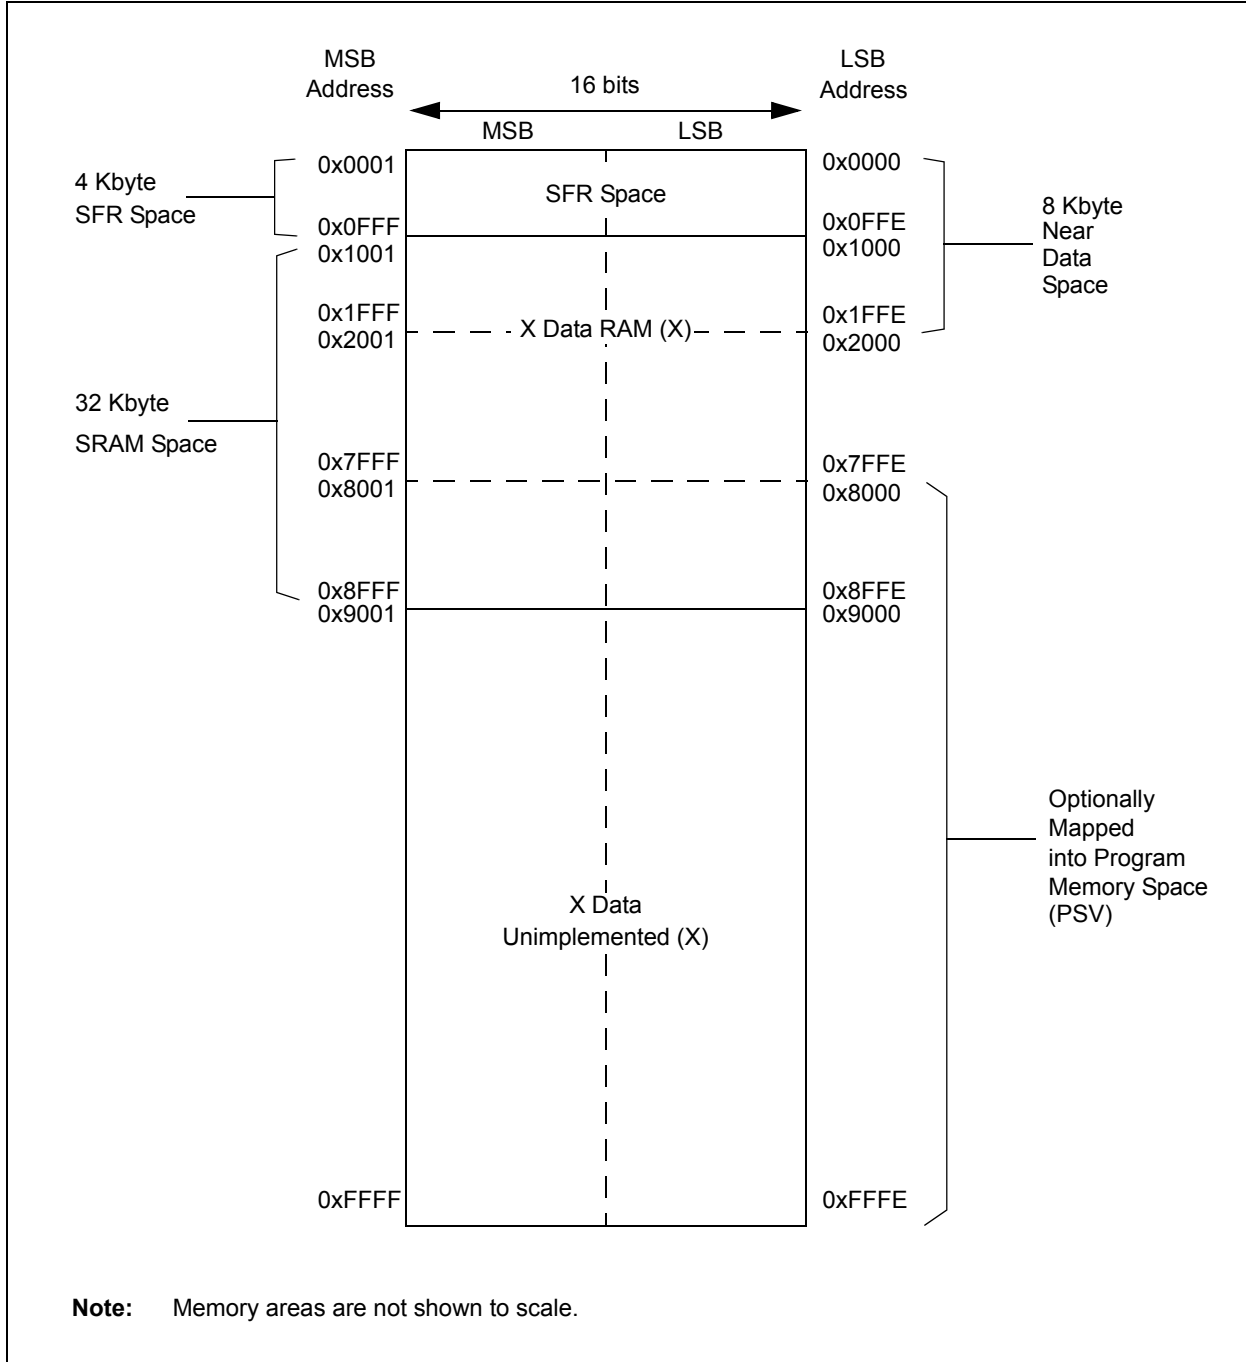 MSB
Address
16 bits
LSB
Address
MSB
LSB
4 Kbyte
SFR Space
0x0001
0x0FFF
0x1001
SFR Space
0x0000
0x0FFE
0x1000
8 Kbyte
Near
Data
Space
0x1FFF
0x2001
X Data RAM (X)
0x1FFE
0x2000
32 Kbyte
SRAM Space
0x7FFF
0x8001
0x7FFE
0x8000
0x8FFF
0x9001
0x8FFE
0x9000
X Data
Unimplemented (X)
Optionally
Mapped
into Program
Memory Space
(PSV)
0xFFFF
0xFFFE
Note: Memory areas are not shown to scale.